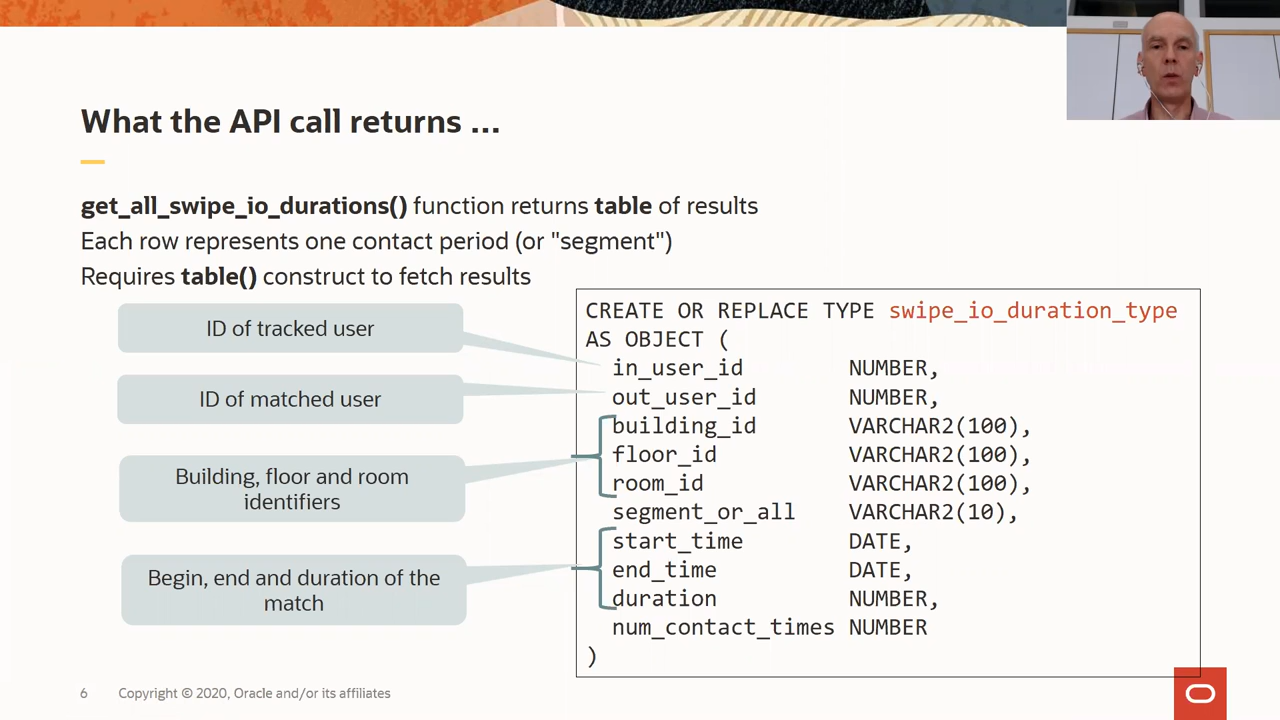 What the API call returns ...
get_all_swipe_io_durations() function returns table of results
Each row represents one contact period (or "segment")
Requires table() construct to fetch results
ID of tracked user
ID of matched user
Building, floor and room
identifiers
Begin, end and duration of the
match
CREATE OR REPLACE TYPE swipe_io_duration_type
AS OBJECT (
in_user_id NUMBER,
out_user_id NUMBER,
building_id VARCHAR2(100),
floor_id VARCHAR2(100),
room_id VARCHAR2(100),
segment_or_all VARCHAR2(10),
start_time DATE,
end_time DATE,
duration NUMBER,
num_contact_times NUMBER
)
6 Copyright © 2020, Oracle and/or its affiliates